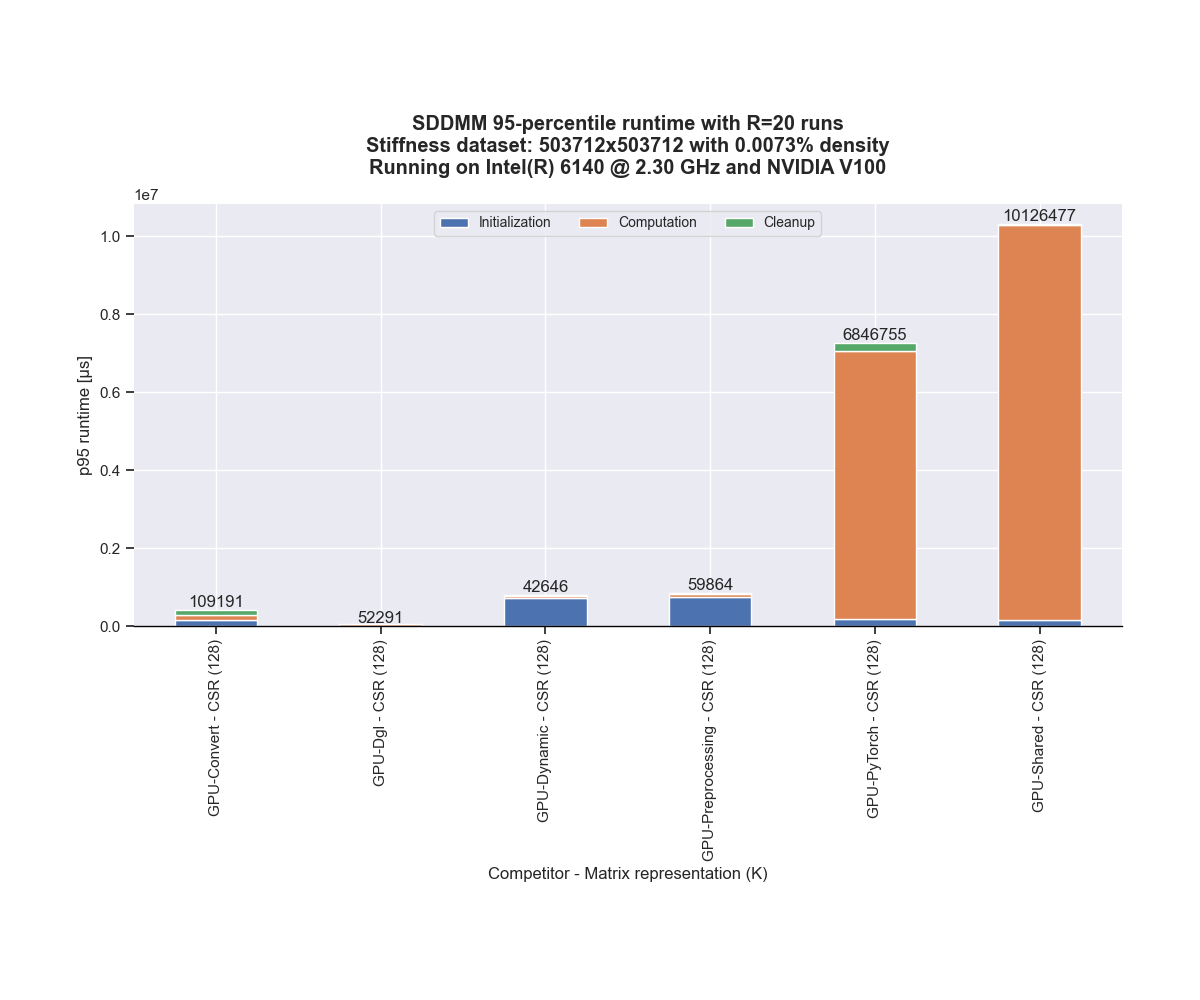 SDDMM 95-percentile runtime with R=20 runs
Stiffness dataset: 503712x503712 with 0.0073% density
Running on Intel(R) 6140 @ 2.30 GHz and NVIDIA V100
1e7
Initialization Computation Cleanup
p95 runtime [µs]
1.0
0.8
0.6
0.4
0.2
0.0
109191
52291
42646
59864
6846755
10126477
GPU-Convert - CSR (128)
GPU-Dgl - CSR (128)
GPU-Dynamic - CSR (128)
GPU-Preprocessing - CSR (128)
GPU-PyTorch - CSR (128)
GPU-Shared - CSR (128)
Competitor - Matrix representation (K)